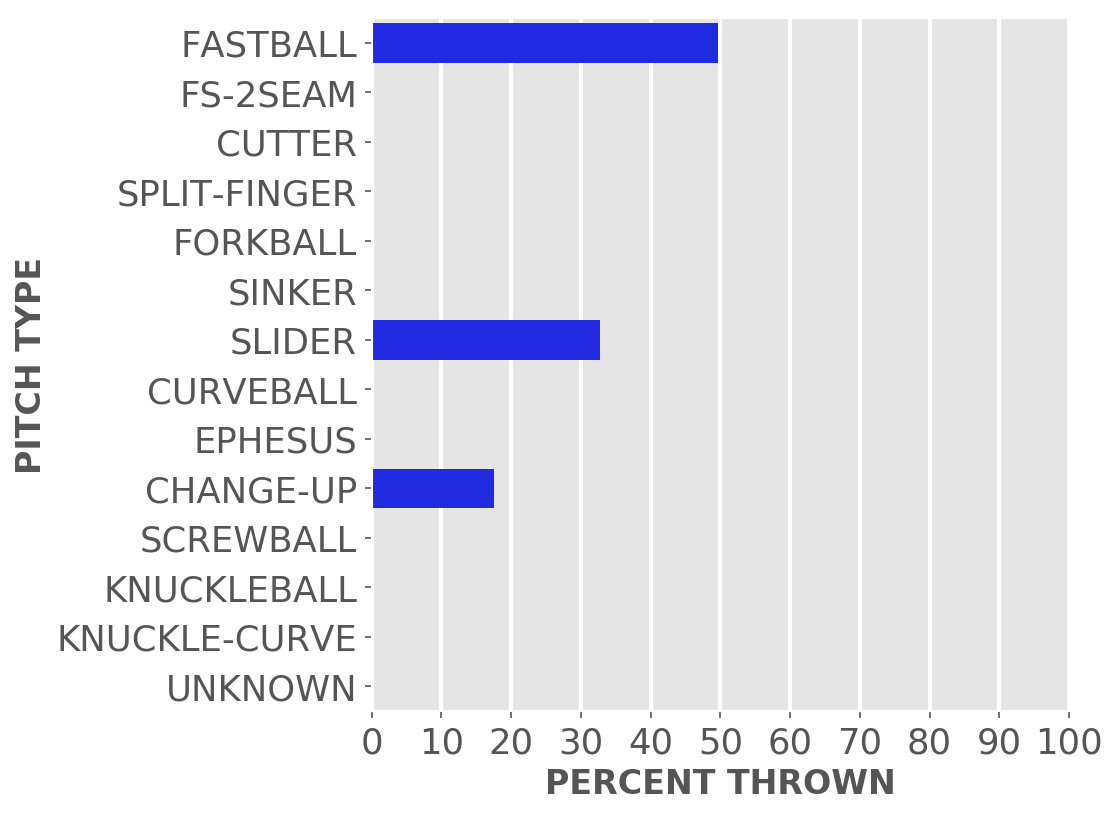 FASTBALL
FS-2SEAM
CUTTER
SPLIT-FINGER
FORKBALL
SINKER
SLIDER
CURVEBALL
EPHESUS
CHANGE-UP
SCREWBALL
KNUCKLEBALL
KNUCKLE-CURVE
UNKNOWN
PITCH TYPE
0 10 20 30 40 50 60 70 80 90 100
PERCENT THROWN